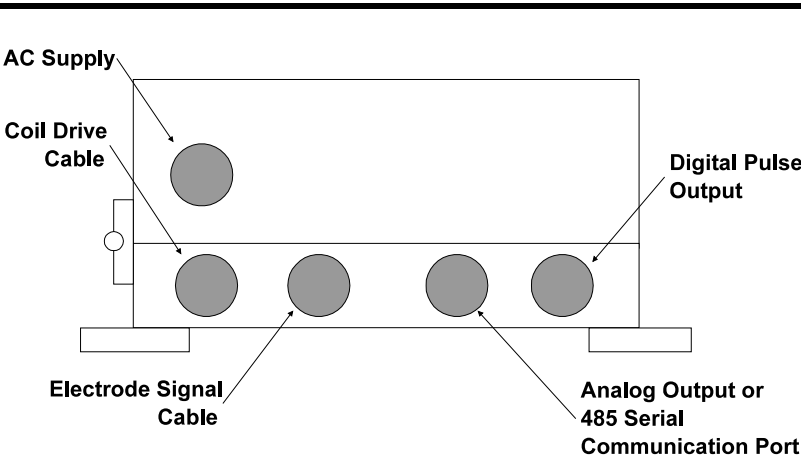 AC Supply
Coil Drive
Cable
Digital Pulse
Output
Electrode Signal
Cable
Analog Output or
485 Serial
Communication Port